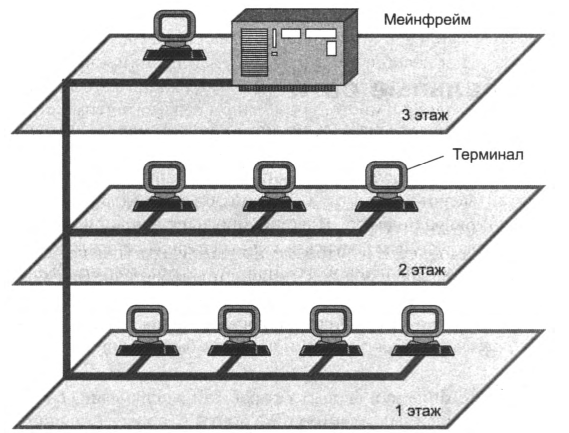 Мейнфрейм
3 этаж
Терминал
2 этаж
1 этаж